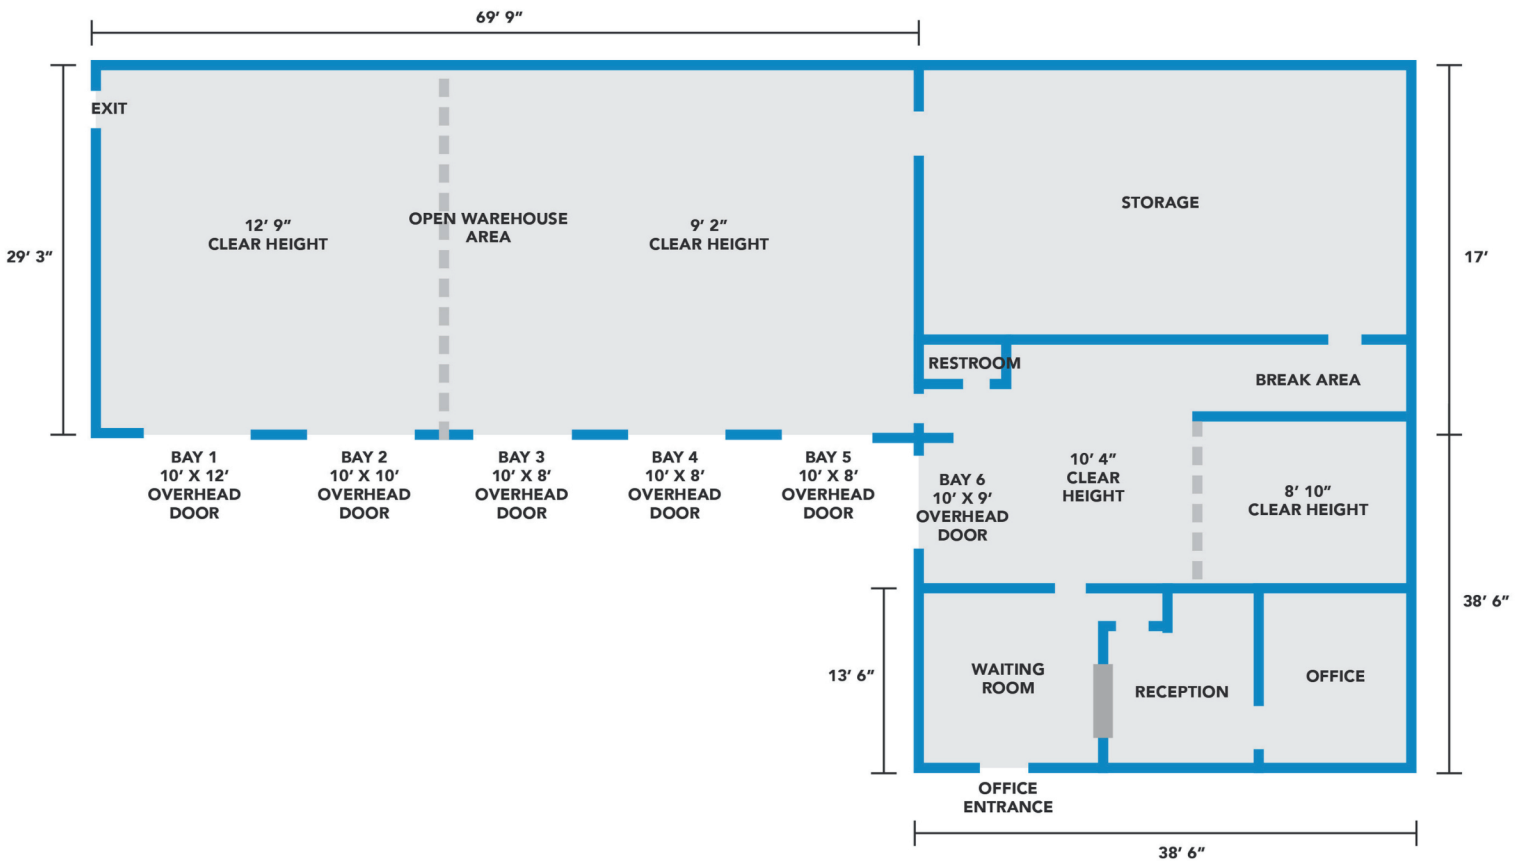 69′ 9″
EXIT
12′ 9″
CLEAR HEIGHT
OPEN WAREHOUSE
AREA
9′ 2″
CLEAR HEIGHT
STORAGE
29′ 3″
17′
RESTROOM
BREAK AREA
BAY 1
10′ X 12′
OVERHEAD
DOOR
BAY 2
10′ X 10′
OVERHEAD
DOOR
BAY 3
10′ X 8′
OVERHEAD
DOOR
BAY 4
10′ X 8′
OVERHEAD
DOOR
BAY 5
10′ X 8′
OVERHEAD
DOOR
BAY 6
10′ X 9′
OVERHEAD
DOOR
10′ 4″
CLEAR
HEIGHT
8′ 10″
CLEAR HEIGHT
38′ 6″
13′ 6″
WAITING
ROOM
RECEPTION
OFFICE
OFFICE
ENTRANCE
38′ 6″